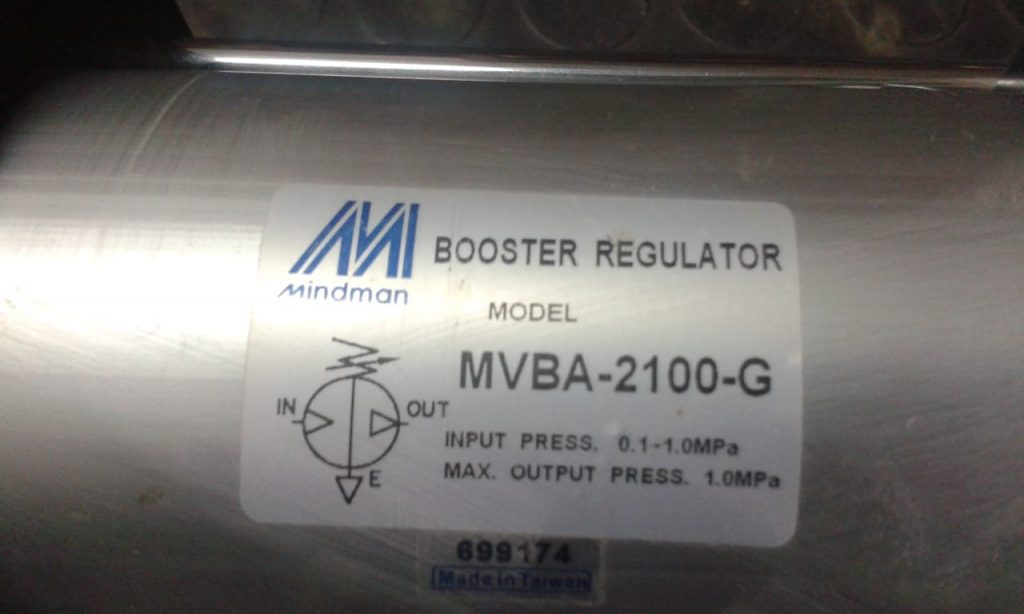 BOOSTER REGULATOR
Mindman
MODEL
MVBA-2100-G
IN
OUT
E
INPUT PRESS. 0.1-1.0MPa
MAX. OUTPUT PRESS. 1.0MPa
699174
Made in Taiwan